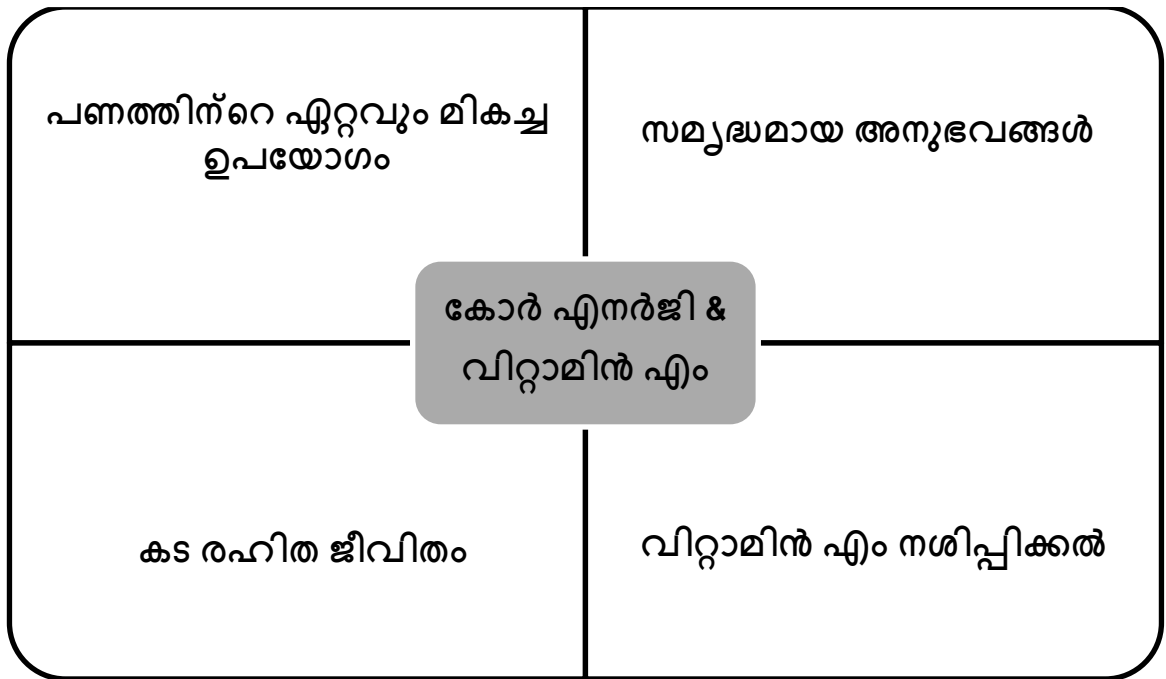 പണത്തിന്റെ ഏറ്റവും മികച്ച
ഉപയോഗം
സമൃദ്ധമായ അനുഭവങ്ങൾ
കോർ എനർജി &
വിറ്റാമിൻ എം
കട രഹിത ജീവിതം
വിറ്റാമിൻ എം നശിപ്പിക്കൽ